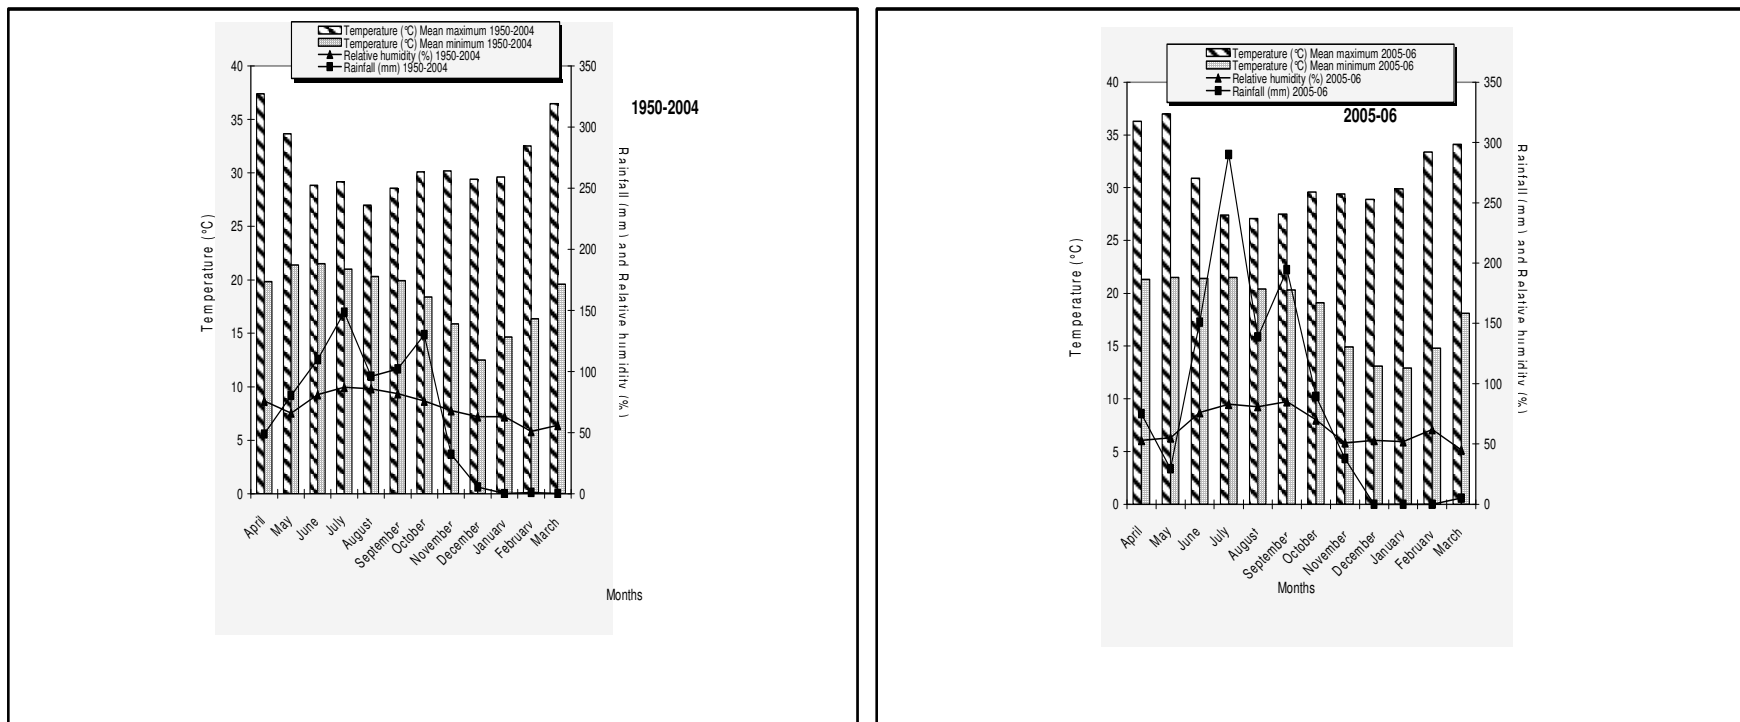 Temperature (°C) Mean maximum 1950-2004
Temperature (°C) Mean minimum 1950-2004
Relative humidity (%) 1950-2004
Rainfall (mm) 1950-2004
1950-2004
40
35
30
25
20
15
10
5
0
350
300
250
200
150
100
50
0
Temperature (°C)
Rainfall (mm) and Relative humidity (%)
April
May
June
July
August
September
October
November
December
January
February
March
Months
Temperature (°C) Mean maximum 2005-06
Temperature (°C) Mean minimum 2005-06
Relative humidity (%) 2005-06
Rainfall (mm) 2005-06
2005-06
40
35
30
25
20
15
10
5
0
350
300
250
200
150
100
50
0
Temperature (°C)
Rainfall (mm) and Relative humidity (%)
April
May
June
July
August
September
October
November
December
January
February
March
Months